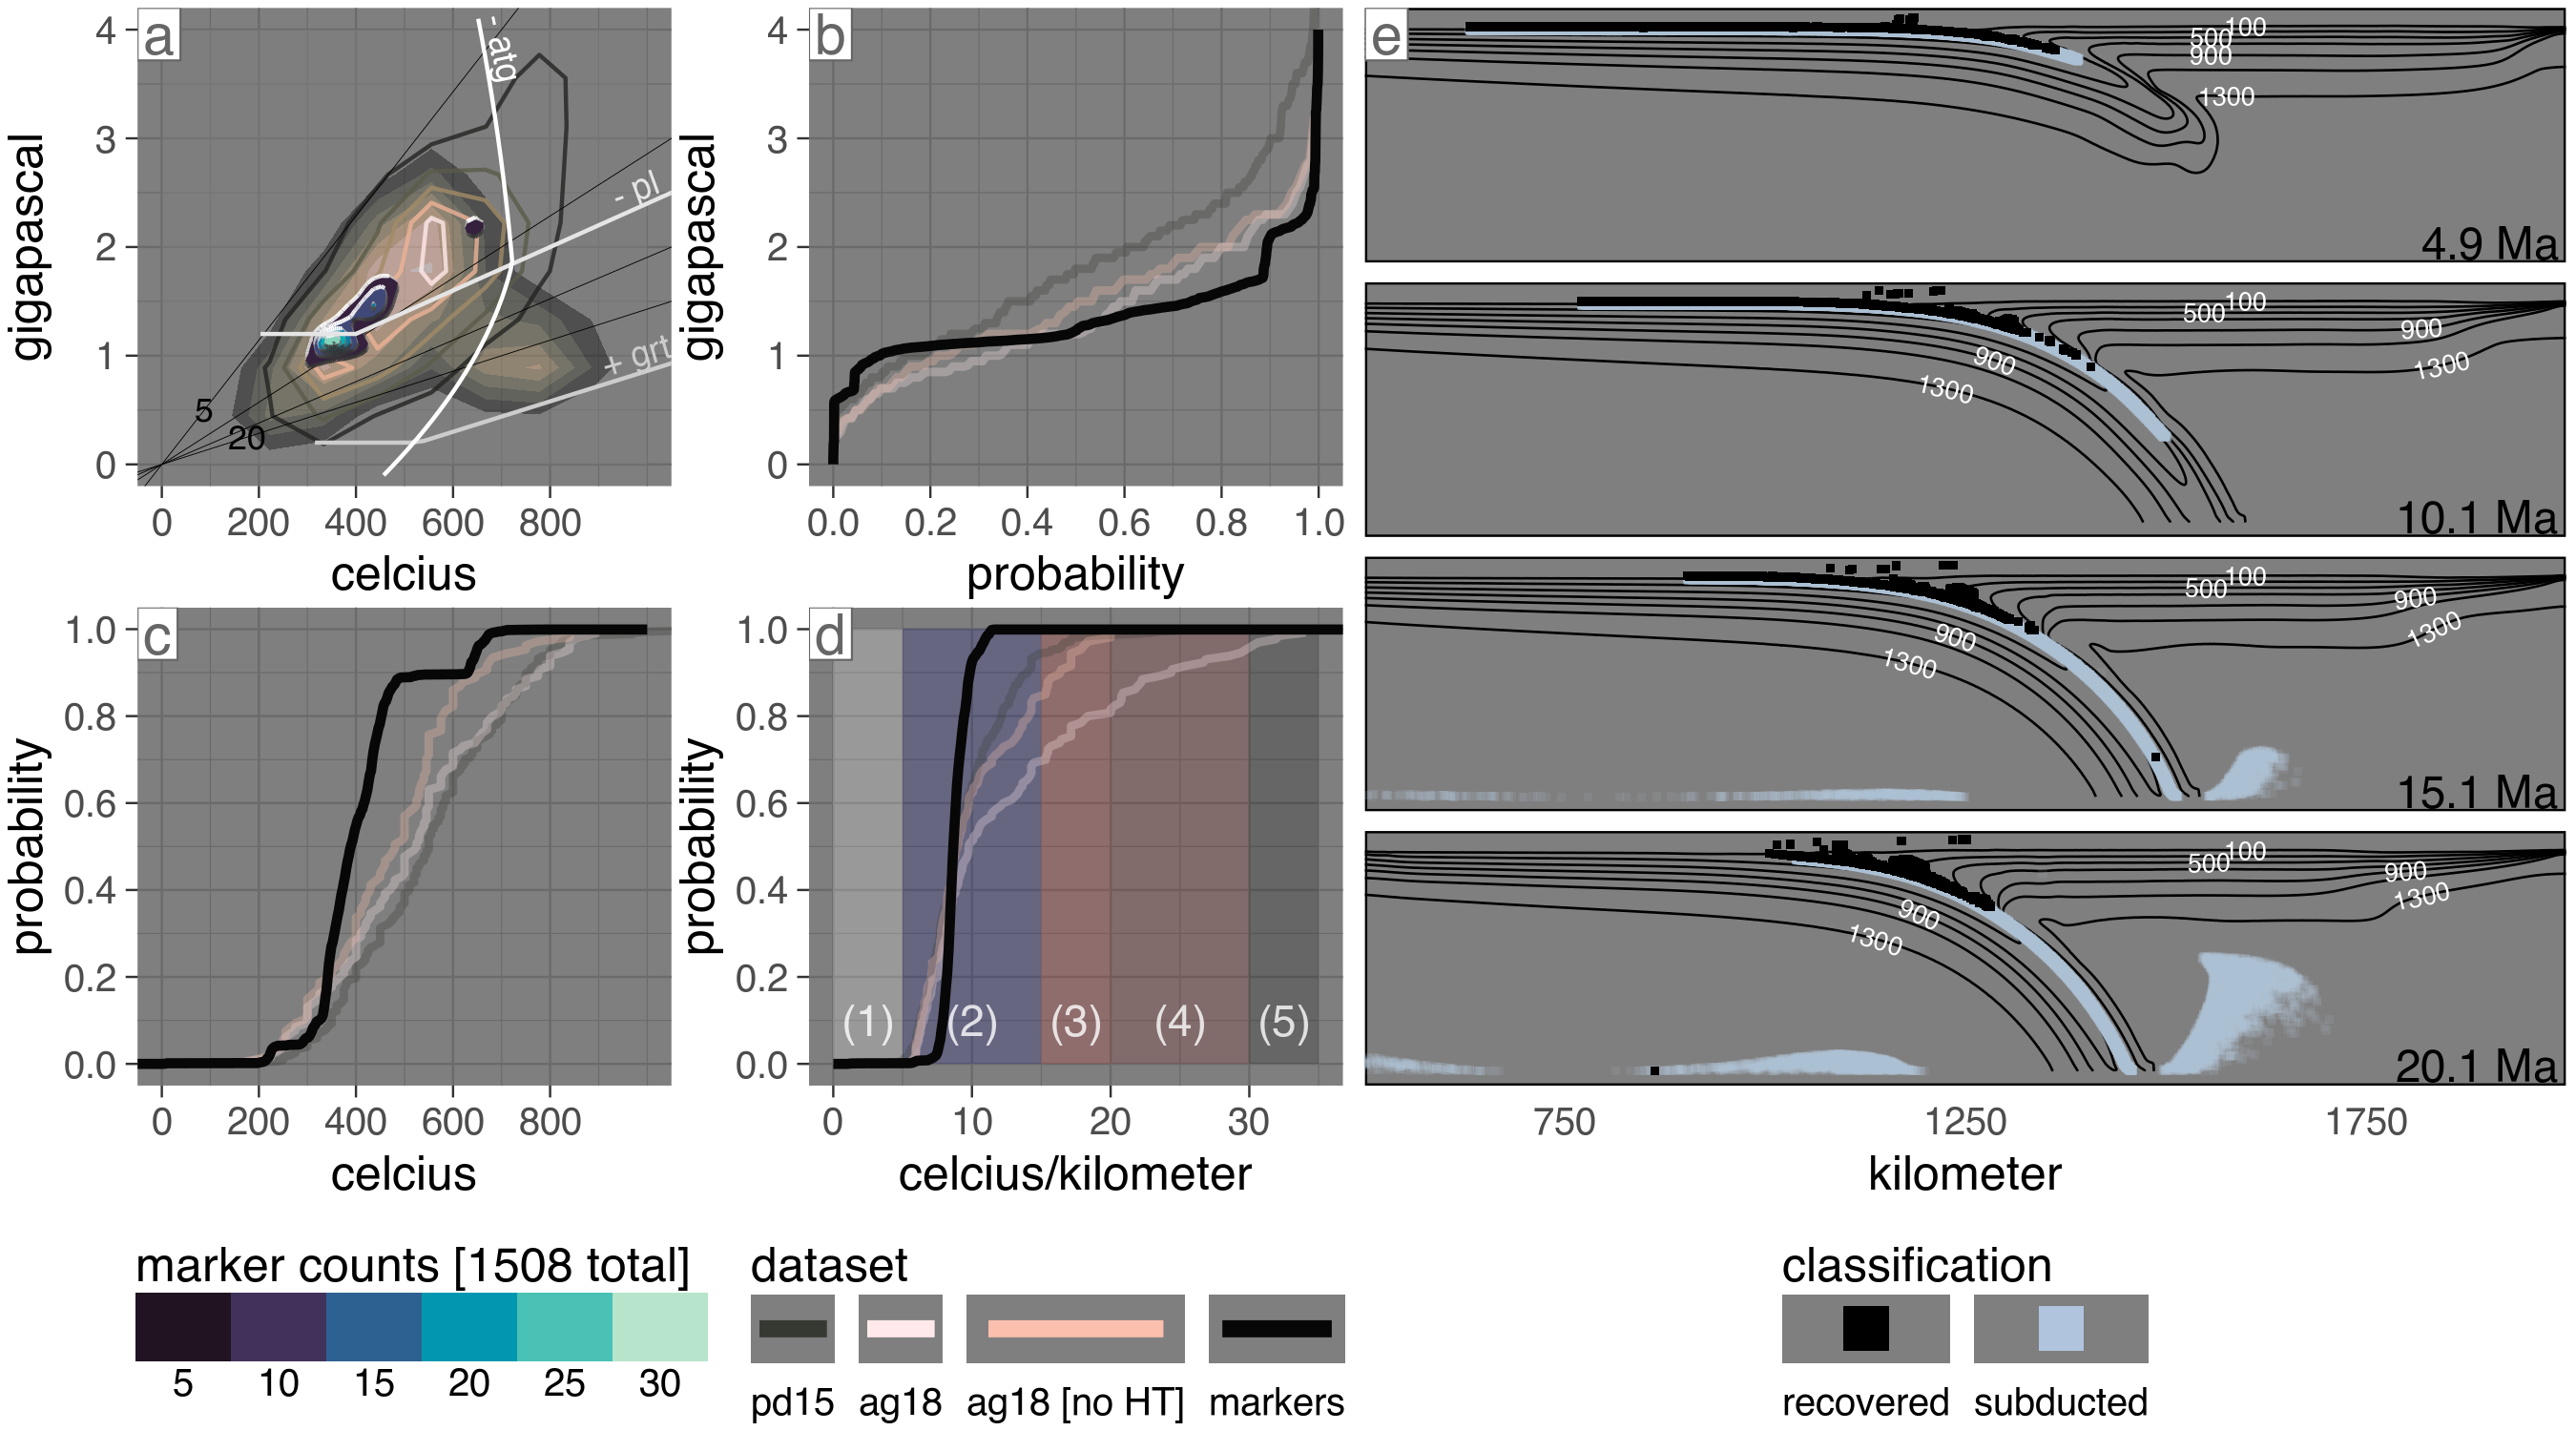 a
4
3
2
1
0
gigapascal
- atg
- pl
+ grt
5
20
0 200 400 600 800
celcius
b
4
3
2
1
0
gigapascal
0.0 0.2 0.4 0.6 0.8 1.0
probability
c
1.0
0.8
0.6
0.4
0.2
0.0
probability
0 200 400 600 800
celcius
d
1.0
0.8
0.6
0.4
0.2
0.0
probability
(1) (2) (3) (4) (5)
0 10 20 30
celcius/kilometer
e
100
500
900
1300
4.9 Ma
100
500
900
1300
900
1300
10.1 Ma
100
500
900
1300
900
1300
15.1 Ma
100
500
900
1300
900
1300
20.1 Ma
750 1250 1750
kilometer
marker counts [1508 total]
5 10 15 20 25 30
dataset
pd15 ag18 ag18 [no HT] markers
classification
recovered subducted